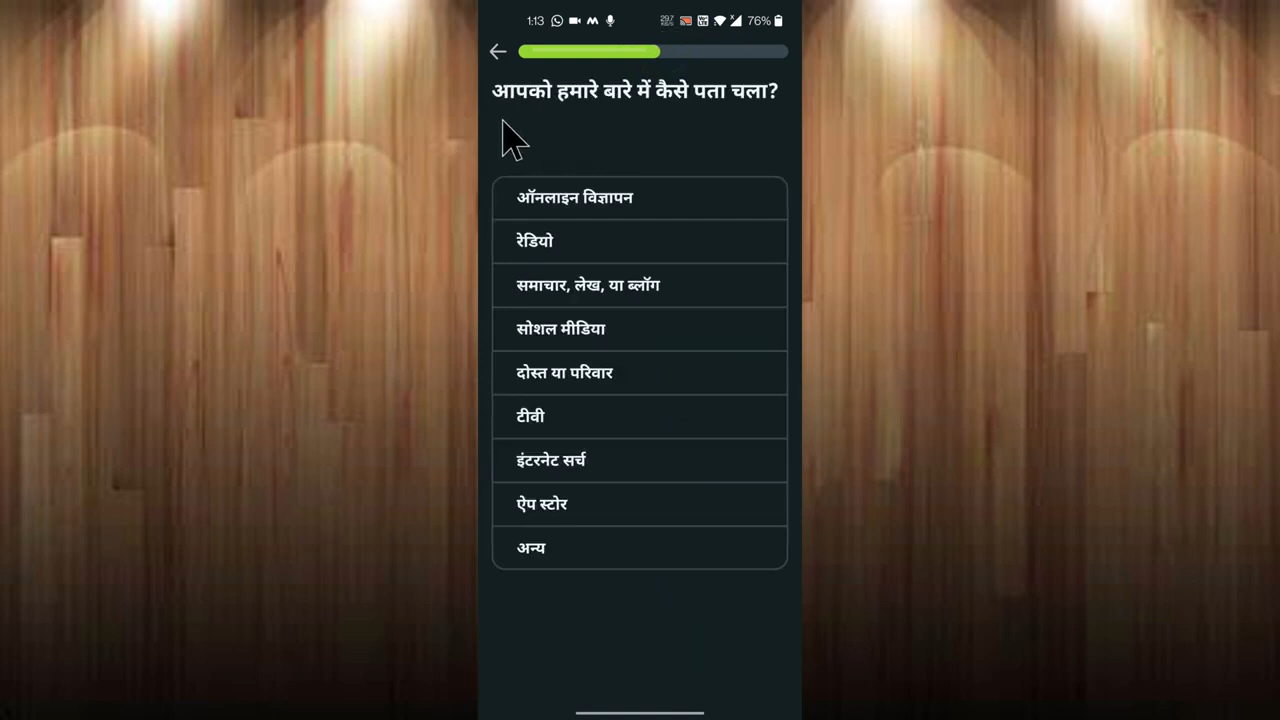 1:13 76%
आपको हमारे बारे में कैसे पता चला?
ऑनलाइन विज्ञापन
रेडियो
समाचार, लेख, या ब्लॉग
सोशल मीडिया
दोस्त या परिवार
टीवी
इंटरनेट सर्च
ऐप स्टोर
अन्य